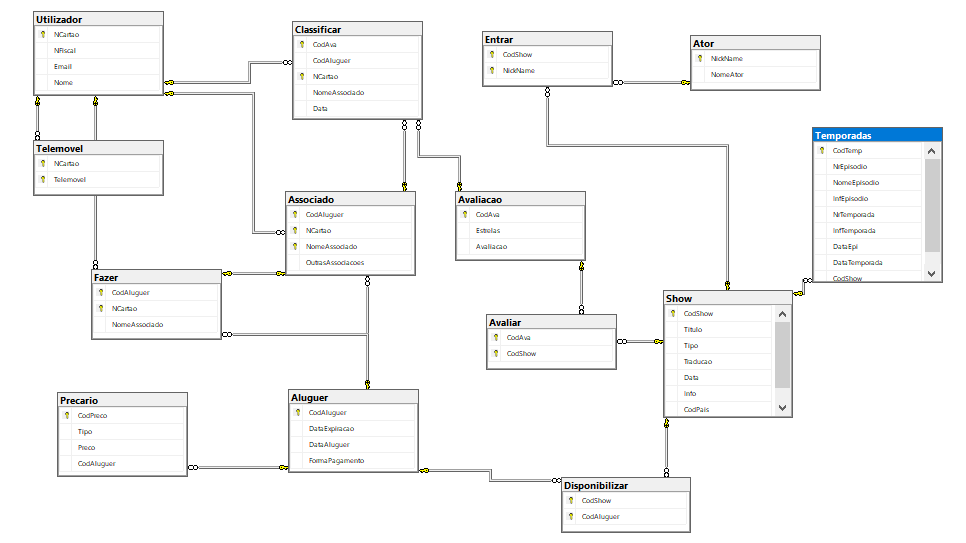 Utilizador
NCartao
NFiscal
Email
Nome
Classificar
CodAva
CodAluguer
NCartao
NomeAssociado
Data
Entrar
CodShow
NickName
Ator
NickName
NomeAtor
Temporadas
CodTemp
NrEpisodio
NomeEpisodio
InfEpisodio
NrTemporada
InfTemporada
DataEpi
DataTemporada
CodShow
Telemovel
NCartao
Telemovel
Associado
CodAluguer
NCartao
NomeAssociado
OutrasAssociacoes
Avaliacao
CodAva
Estrelas
Avaliacao
Fazer
CodAluguer
NCartao
NomeAssociado
Avaliar
CodAva
CodShow
Show
CodShow
Titulo
Tipo
Traducao
Data
Info
CodPais
Precario
CodPreco
Tipo
Preco
CodAluguer
Aluguer
CodAluguer
DataExpiracao
DataAluguer
FormaPagamento
Disponibilizar
CodShow
CodAluguer